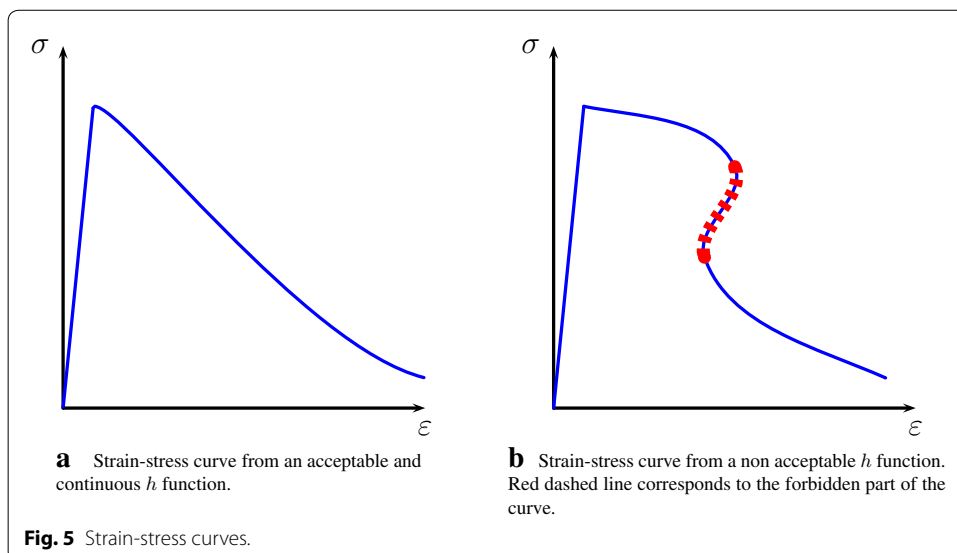 σ
ε
a Strain-stress curve from an acceptable and
continuous h function.
σ
ε
b Strain-stress curve from a non acceptable h function.
Red dashed line corresponds to the forbidden part of the
curve.
Fig. 5 Strain-stress curves.